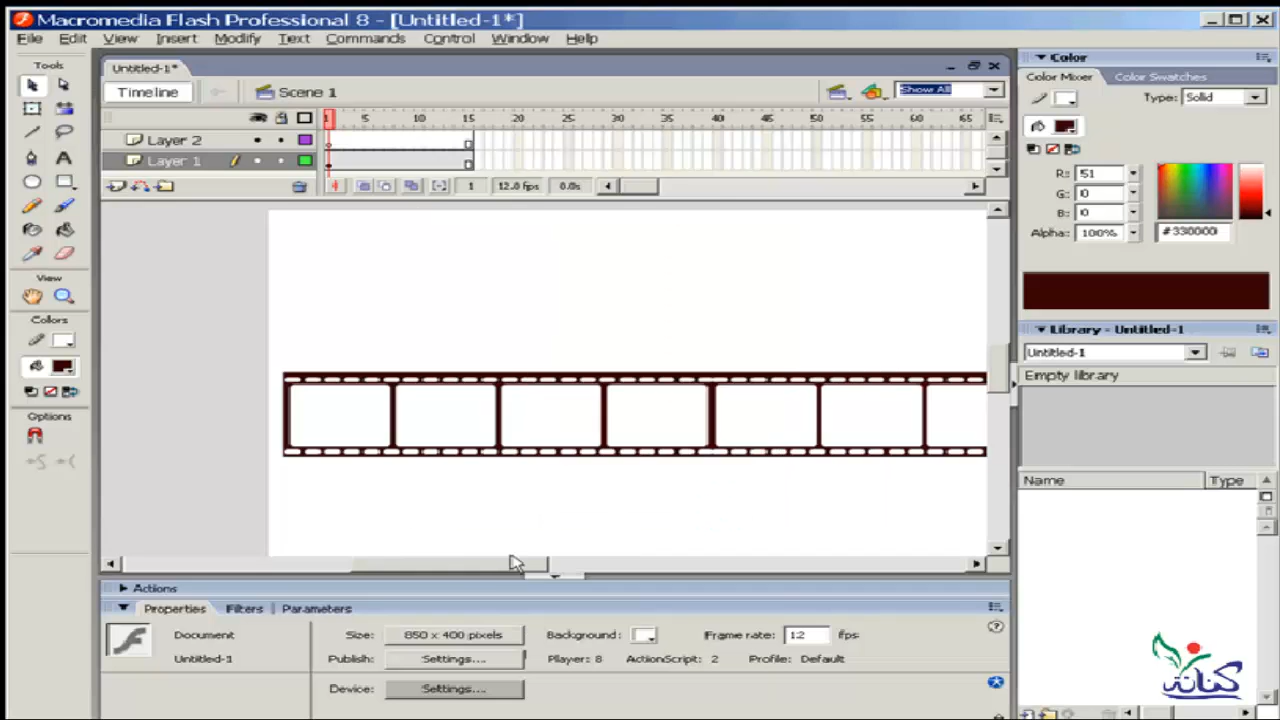 Macromedia Flash Professional 8 - [Untitled-1*]
File Edit View Insert Modify Text Commands Control Window Help
Tools
Untitled-1*
Timeline
Scene 1
Show All
1 5 10 15 20 25 30 35 40 45 50 55 60 65
Layer 2
Layer 1
1 12.0 fps 0.0s
View
Colors
Options
Color
Color Mixer Color Swatches
Type: Solid
R: 51
G: 0
B: 0
Alpha: 100% #330000
Library - Untitled-1
Untitled-1
Empty library
Name Type
Actions
Properties Filters Parameters
Document
Untitled-1
Size: 850 x 400 pixels Background: Frame rate: 12 fps
Publish: Settings... Player: 8 ActionScript: 2 Profile: Default
Device: Settings...
كنانة